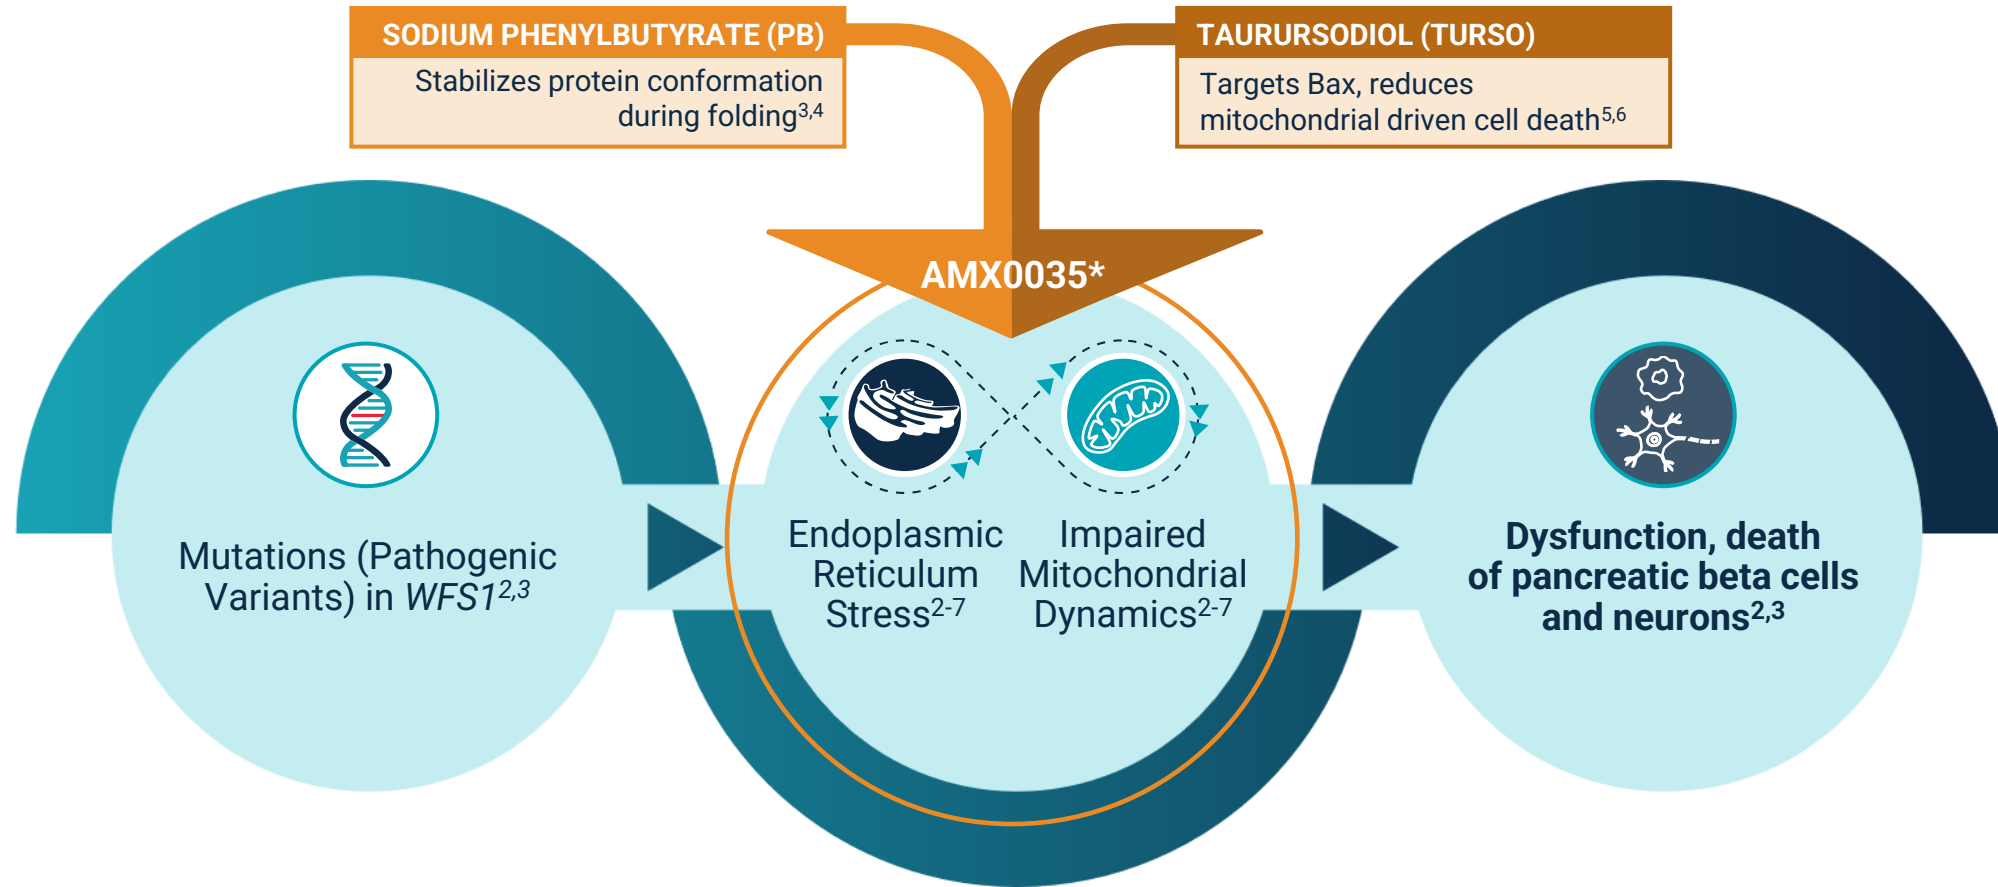 SODIUM PHENYLBUTYRATE (PB)
Stabilizes protein conformation
during folding3,4
TAURURSODIOL (TURSO)
Targets Bax, reduces
mitochondrial driven cell death5,6
AMX0035*
Mutations (Pathogenic
Variants) in WFS12,3
Endoplasmic
Reticulum
Stress2-7
Impaired
Mitochondrial
Dynamics2-7
Dysfunction, death
of pancreatic beta cells
and neurons2,3